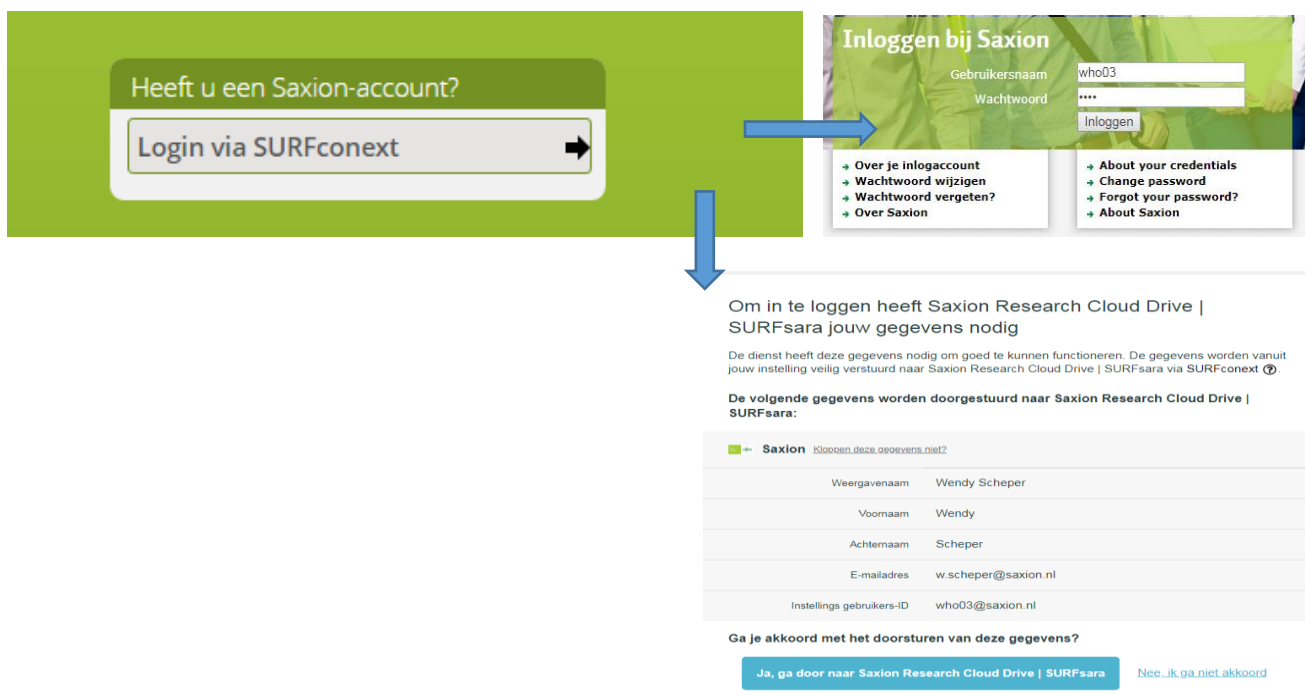 Heeft u een Saxion-account?
Login via SURFconext
Inloggen bij Saxion
Gebruikersnaam
who03
Wachtwoord
••••
Inloggen
Over je inlogaccount
Wachtwoord wijzigen
Wachtwoord vergeten?
Over Saxion
About your credentials
Change password
Forgot your password?
About Saxion
Om in te loggen heeft Saxion Research Cloud Drive |
SURFsara jouw gegevens nodig
De dienst heeft deze gegevens nodig om goed te kunnen functioneren. De gegevens worden vanuit
jouw instelling veilig verstuurd naar Saxion Research Cloud Drive | SURFsara via SURFconext ?.
De volgende gegevens worden doorgestuurd naar Saxion Research Cloud Drive |
SURFsara:
Saxion Kloppen deze gegevens niet?
Weergavenaam Wendy Scheper
Voornaam Wendy
Achternaam Scheper
E-mailadres w.scheper@saxion.nl
Instellings gebruikers-ID who03@saxion.nl
Ga je akkoord met het doorsturen van deze gegevens?
Ja, ga door naar Saxion Research Cloud Drive | SURFsara Nee, ik ga niet akkoord